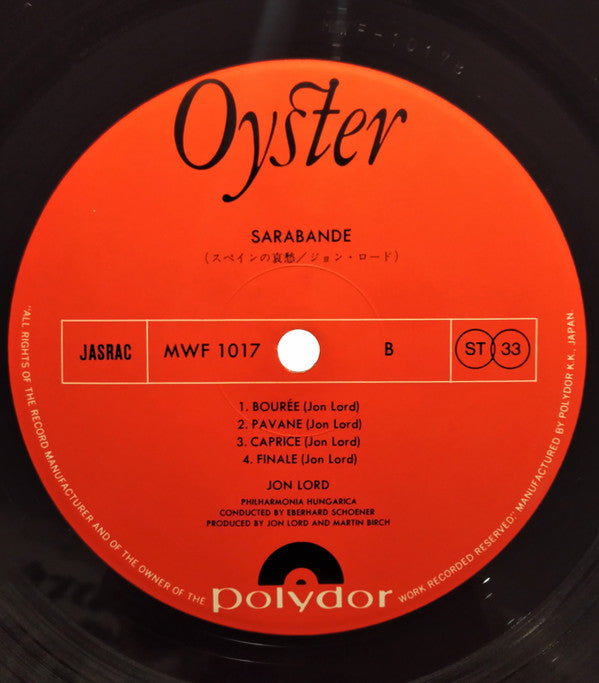 MWF-1017B
Oyster
SARABANDE
(スペインの哀愁/ジョン・ロード)
JASRAC MWF 1017 B ST 33
1. BOURÉE (Jon Lord)
2. PAVANE (Jon Lord)
3. CAPRICE (Jon Lord)
4. FINALE (Jon Lord)
JON LORD
PHILHARMONIA HUNGARICA
CONDUCTED BY EBERHARD SCHOENER
PRODUCED BY JON LORD AND MARTIN BIRCH
polydor
"ALL RIGHTS OF THE RECORD MANUFACTURER AND OF THE OWNER OF THE WORK RECORDED RESERVED" MANUFACTURED BY POLYDOR K.K., JAPAN.